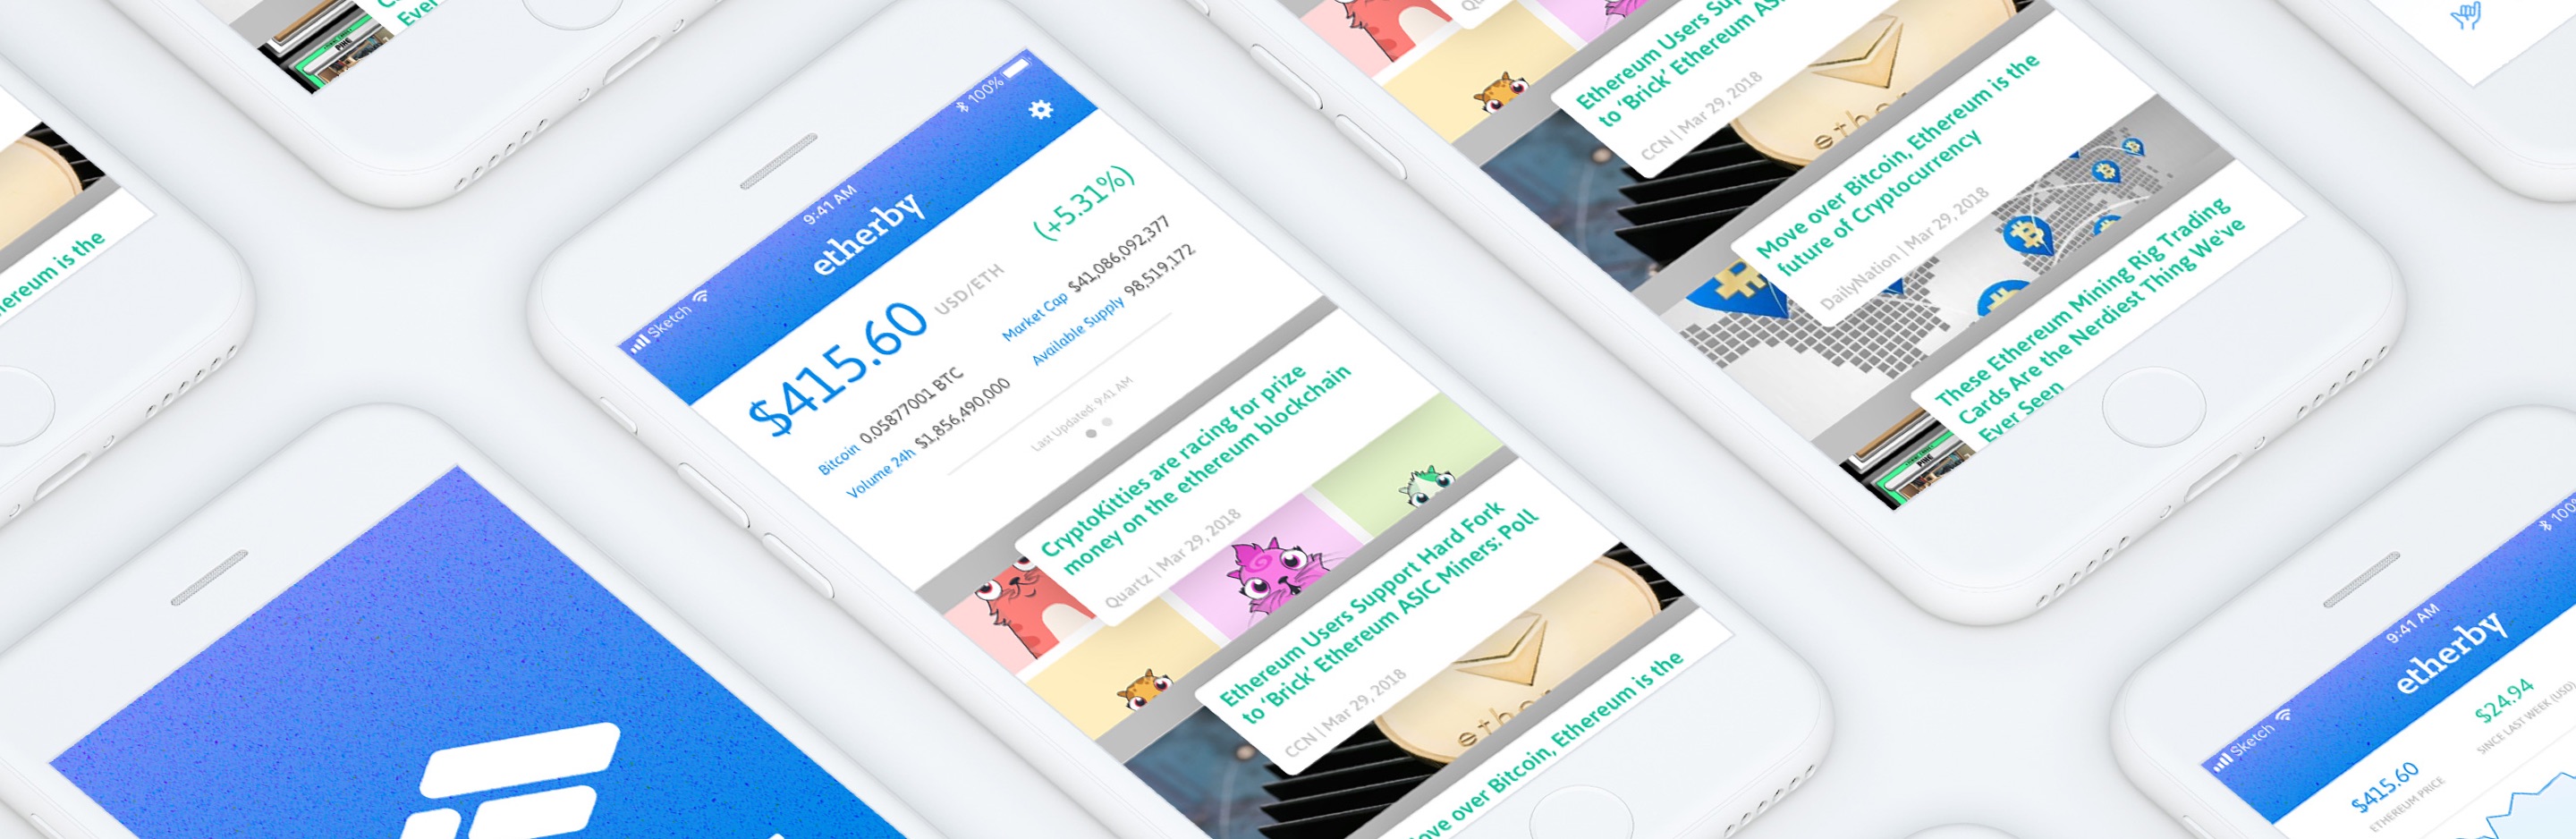 Ever
PINE
ereum is the
Sketch
9:41 AM
100%
etherby
$415.60 USD/ETH
(+5.31%)
Bitcoin 0.05877001 BTC
Market Cap $41,086,092,377
Volume 24h $1,856,490,000
Available Supply 98,519,172
Last Updated: 9:41 AM
CryptoKitties are racing for prize
money on the ethereum blockchain
Quartz | Mar 29, 2018
Ethereum Users Support Hard Fork
to 'Brick' Ethereum ASIC Miners: Poll
CCN | Mar 29, 2018
ove over Bitcoin, Ethereum is the
Ethereum Users
to 'Brick' Ethereum
CCN | Mar 29, 2018
Move over Bitcoin, Ethereum is the
future of Cryptocurrency
DailyNation | Mar 29, 2018
These Ethereum Mining Rig Trading
Cards Are the Nerdiest Thing We've
Ever Seen
PINE
Sketch
9:41 AM
etherby
$415.60
ETHEREUM PRICE
$24.94
SINCE LAST WEEK (USD)